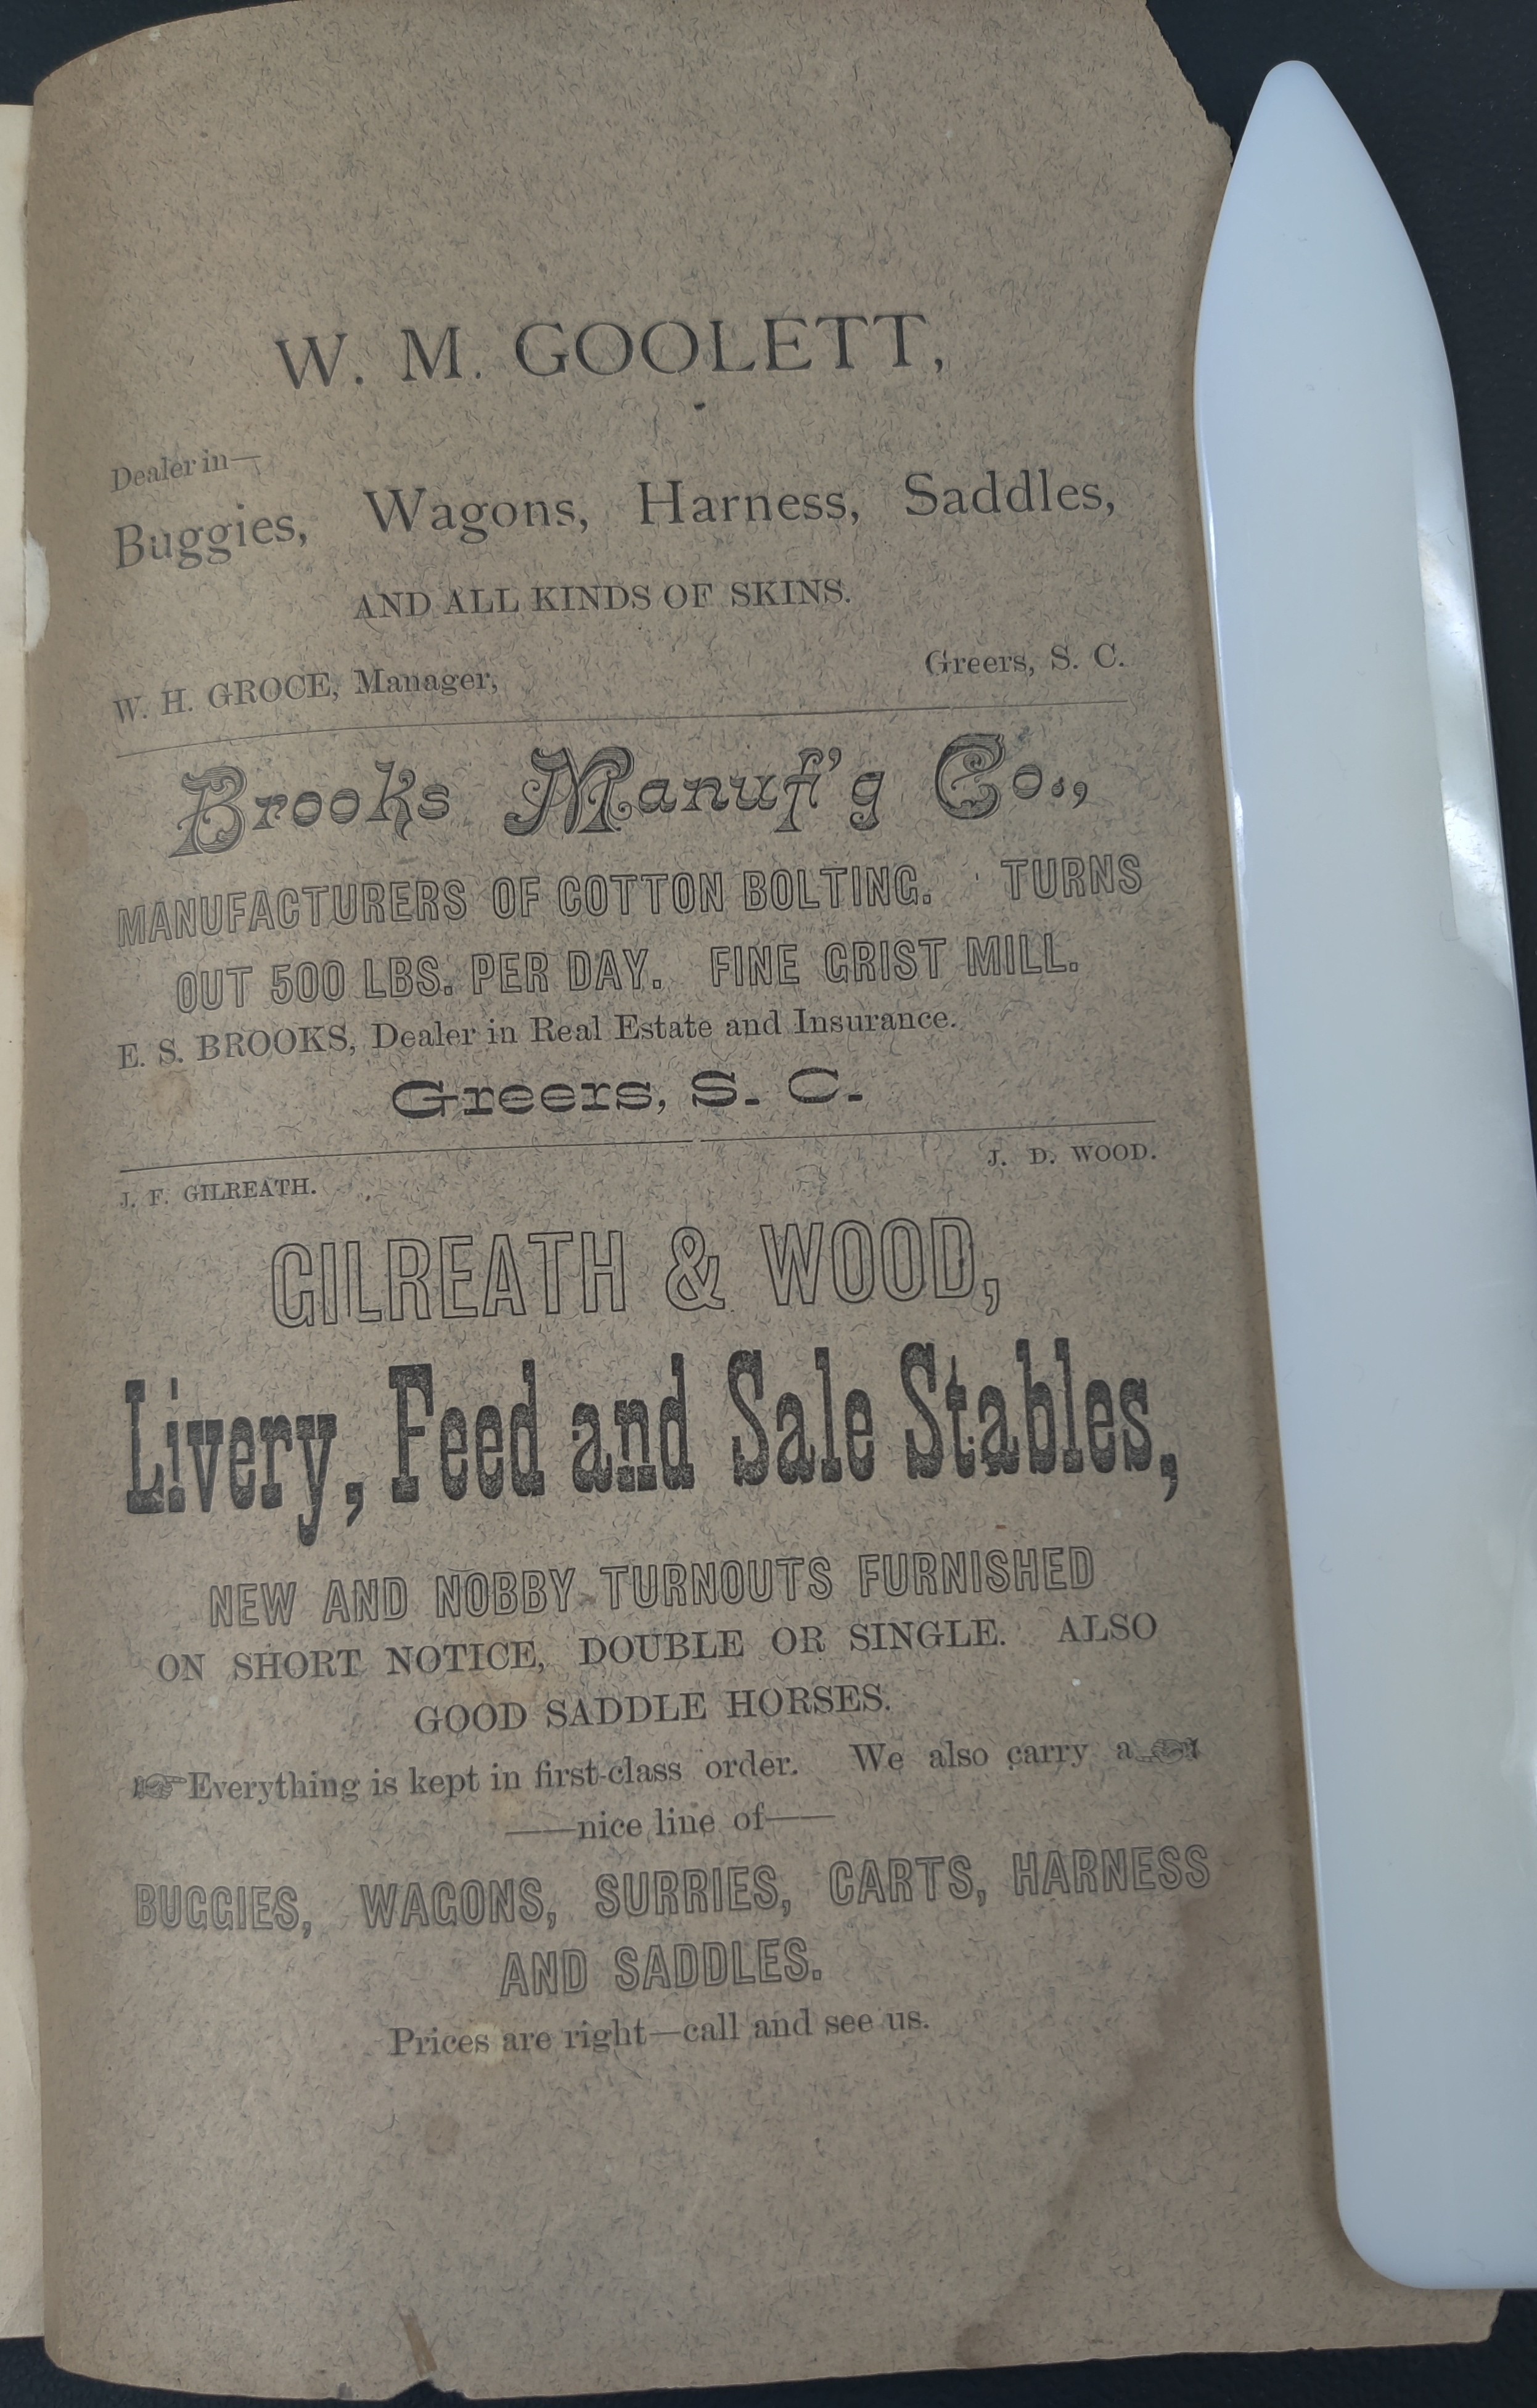 W. M. GOOLETT,
Dealer in—
Buggies, Wagons, Harness, Saddles,
AND ALL KINDS OF SKINS.
W. H. GROCE, Manager, Greers, S. C.
Brooks Manuf'g Co.,
MANUFACTURERS OF COTTON BOLTING. TURNS
OUT 500 LBS. PER DAY. FINE GRIST MILL.
E. S. BROOKS, Dealer in Real Estate and Insurance.
Greers, S. C.
J. F. GILREATH. J. D. WOOD.
GILREATH & WOOD,
Livery, Feed and Sale Stables,
NEW AND NOBBY TURNOUTS FURNISHED
ON SHORT NOTICE, DOUBLE OR SINGLE. ALSO
GOOD SADDLE HORSES.
☞Everything is kept in first-class order. We also carry a☜
——nice line of——
BUGGIES, WAGONS, SURRIES, CARTS, HARNESS
AND SADDLES.
Prices are right—call and see us.